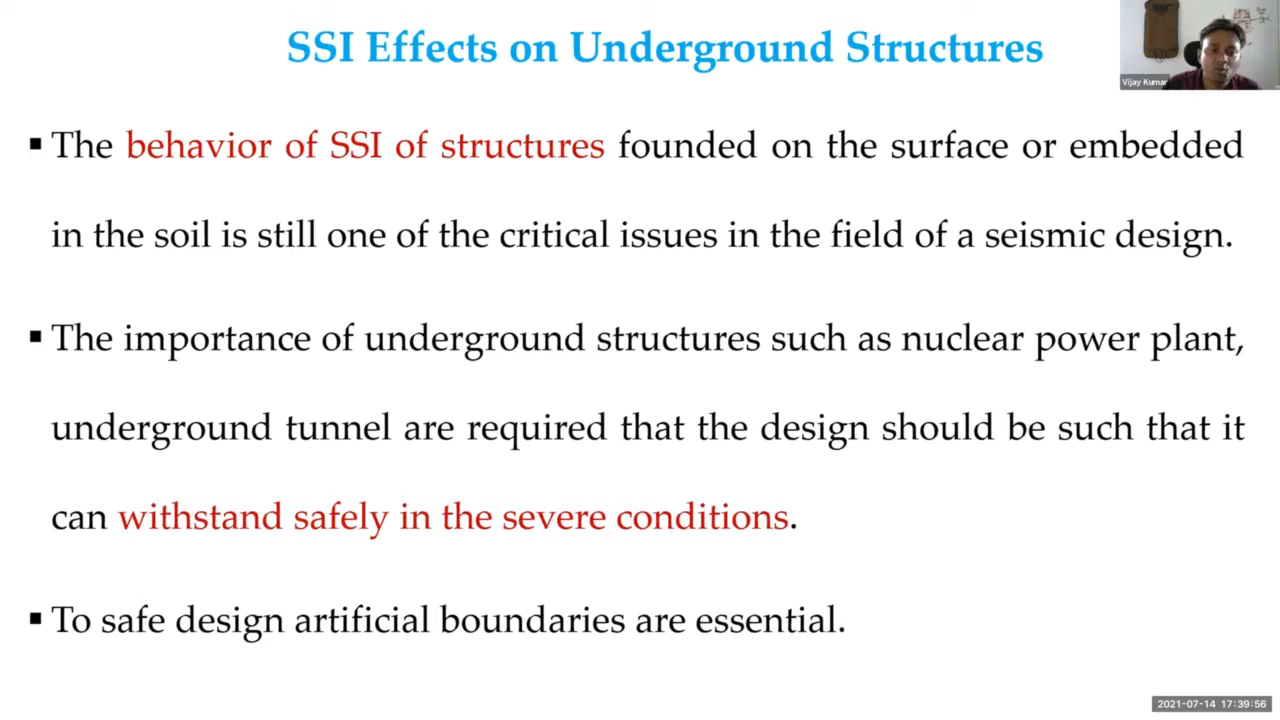 SSI Effects on Underground Structures
Vijay Kumar
▪ The behavior of SSI of structures founded on the surface or embedded
in the soil is still one of the critical issues in the field of a seismic design.
▪ The importance of underground structures such as nuclear power plant,
underground tunnel are required that the design should be such that it
can withstand safely in the severe conditions.
▪ To safe design artificial boundaries are essential.
2021-07-14 17:39:56